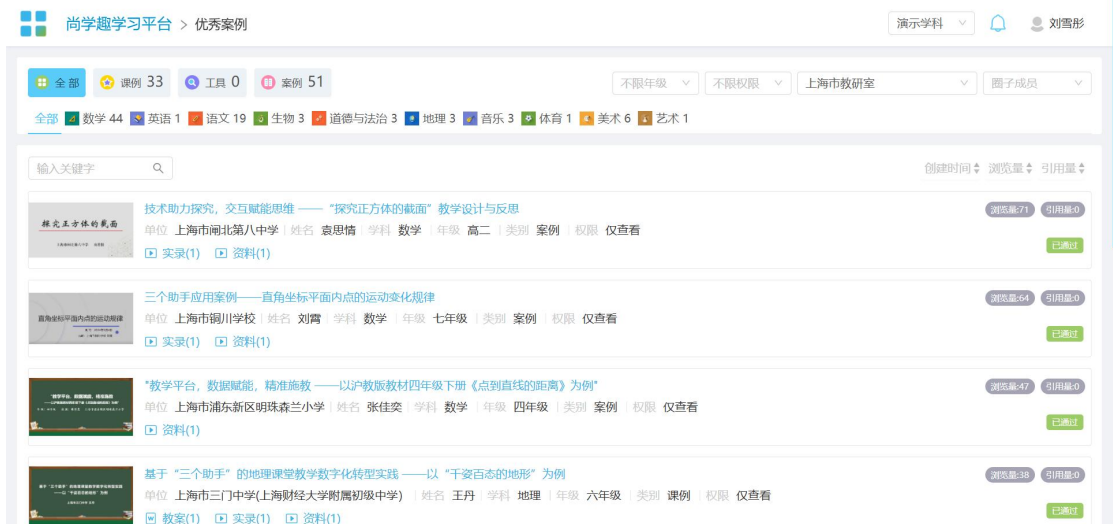 尚学趣学习平台 > 优秀案例 演示学科 刘雪彤
全部 课例 33 工具 0 案例 51 不限年级 不限权限 上海市教研室 圈子成员
全部 数学 44 英语 1 语文 19 生物 3 道德与法治 3 地理 3 音乐 3 体育 1 美术 6 艺术 1
输入关键字 创建时间 浏览量 引用量
探究正方体的截面
技术助力探究，交互赋能思维 ——“探究正方体的截面”教学设计与反思 浏览量:71 引用量:0
单位 上海市闸北第八中学 姓名 袁思情 学科 数学 年级 高二 类别 案例 权限 仅查看
实录(1) 资料(1) 已通过
直角坐标平面内点的运动规律
三个助手应用案例——直角坐标平面内点的运动变化规律 浏览量:64 引用量:0
单位 上海市铜川学校 姓名 刘霄 学科 数学 年级 七年级 类别 案例 权限 仅查看
实录(1) 资料(1) 已通过
"教学平台，数据赋能，精准施教 ——以沪教版教材四年级下册《点到直线的距离》为例" 浏览量:47 引用量:0
单位 上海市浦东新区明珠森兰小学 姓名 张佳奕 学科 数学 年级 四年级 类别 案例 权限 仅查看
资料(1) 已通过
基于“三个助手”的地理课堂教学数字化转型实践 ——以“千姿百态的地形”为例 浏览量:38 引用量:0
单位 上海市三门中学(上海财经大学附属初级中学) 姓名 王丹 学科 地理 年级 六年级 类别 课例 权限 仅查看
教案(1) 实录(1) 资料(1) 已通过